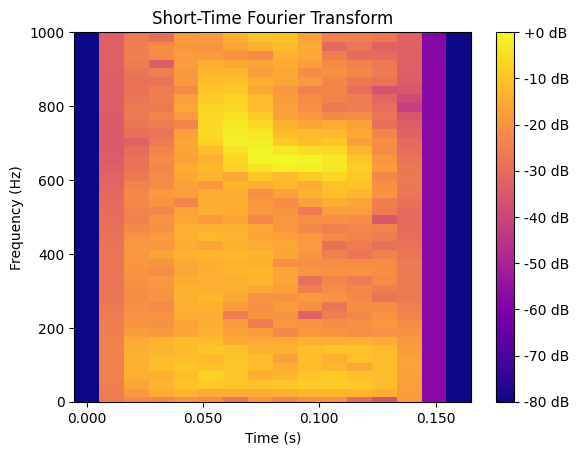 Short-Time Fourier Transform
1000
800
600
400
200
0
Frequency (Hz)
0.000
0.050
0.100
0.150
Time (s)
+0 dB
-10 dB
-20 dB
-30 dB
-40 dB
-50 dB
-60 dB
-70 dB
-80 dB